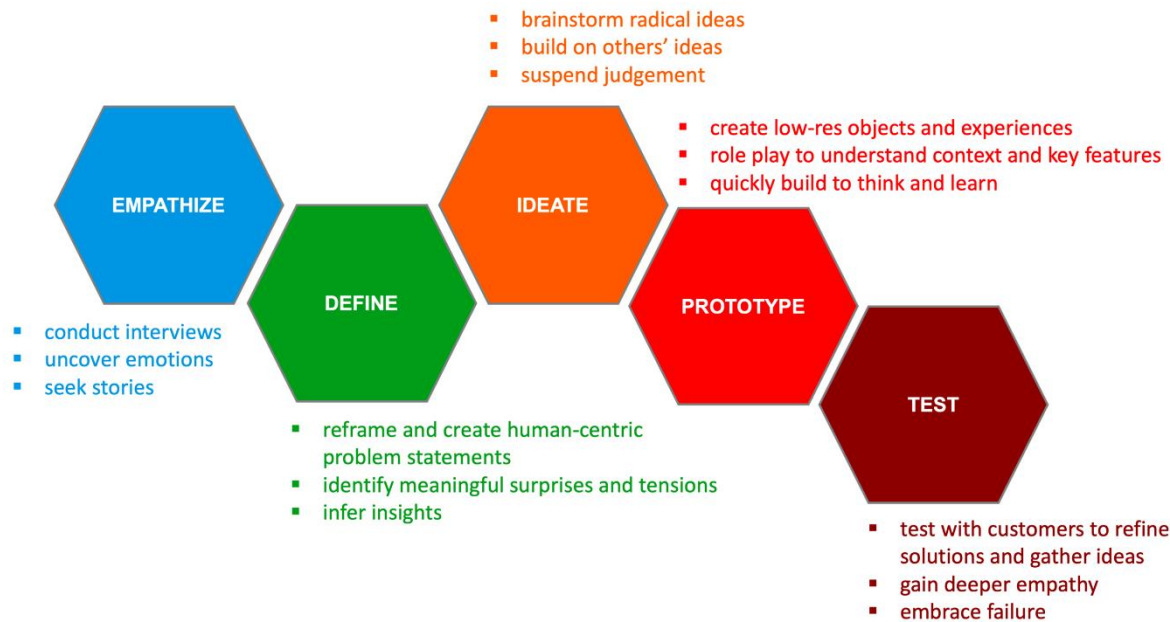 ▪ brainstorm radical ideas
▪ build on others’ ideas
▪ suspend judgement
▪ create low-res objects and experiences
▪ role play to understand context and key features
▪ quickly build to think and learn
EMPATHIZE
IDEATE
DEFINE
PROTOTYPE
▪ conduct interviews
▪ uncover emotions
▪ seek stories
TEST
▪ reframe and create human-centric
problem statements
▪ identify meaningful surprises and tensions
▪ infer insights
▪ test with customers to refine
solutions and gather ideas
▪ gain deeper empathy
▪ embrace failure